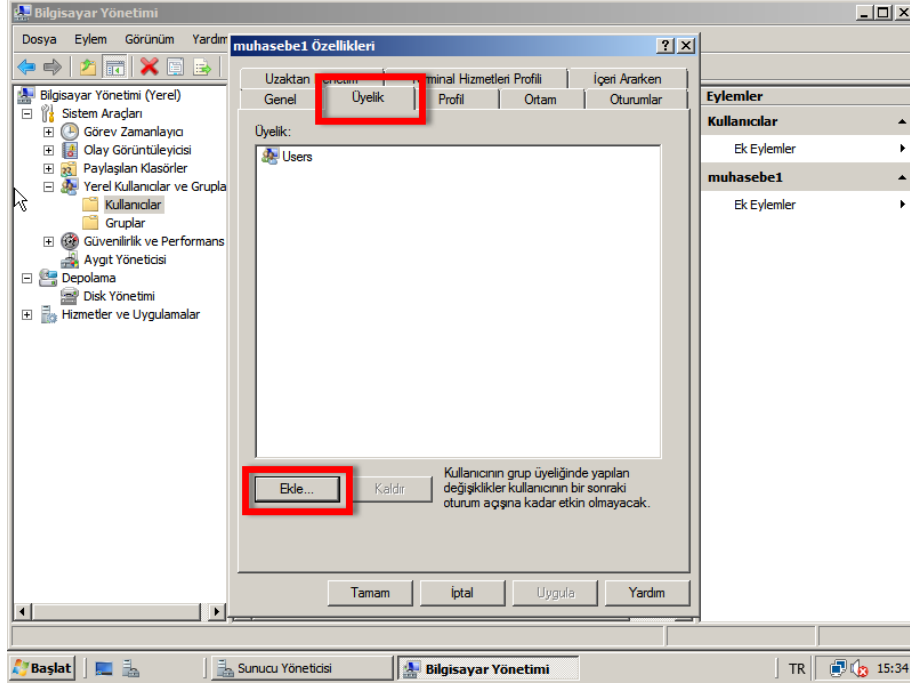 Bilgisayar Yönetimi
Dosya Eylem Görünüm Yardım
muhasebe1 Özellikleri
Uzaktan Terminal Hizmetleri Profili İçeri Ararken
Genel Üyelik Profil Ortam Oturumlar
Üyelik:
Users
Ekle... Kaldır
Kullanıcının grup üyeliğinde yapılan
değişiklikler kullanıcının bir sonraki
oturum açışına kadar etkin olmayacak.
Tamam İptal Uygula Yardım
Bilgisayar Yönetimi (Yerel)
Sistem Araçları
Görev Zamanlayıcı
Olay Görüntüleyicisi
Paylaşılan Klasörler
Yerel Kullanıcılar ve Grupla
Kullanıcılar
Gruplar
Güvenilirlik ve Performans
Aygıt Yöneticisi
Depolama
Disk Yönetimi
Hizmetler ve Uygulamalar
Eylemler
Kullanıcılar
Ek Eylemler
muhasebe1
Ek Eylemler
Başlat Sunucu Yöneticisi Bilgisayar Yönetimi TR 15:34